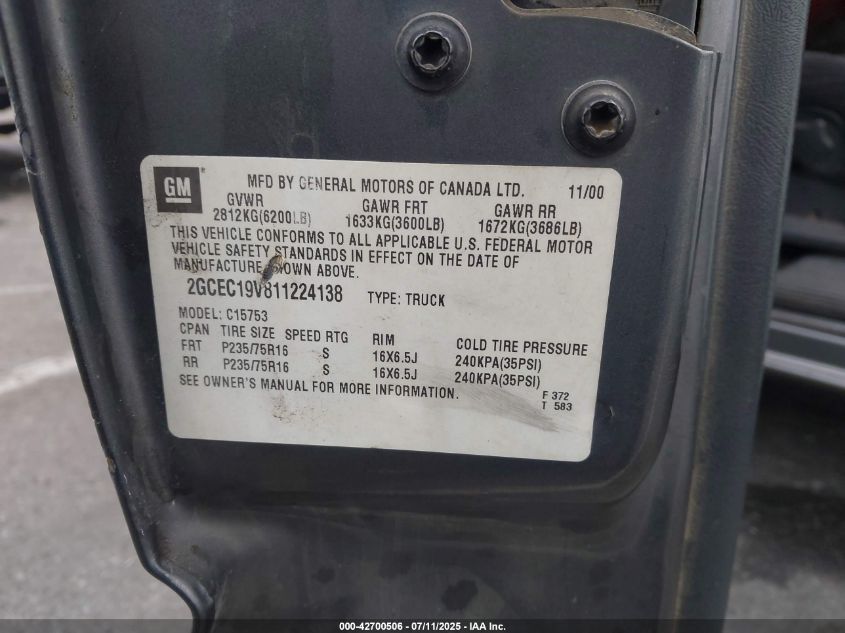 GM
MFD BY GENERAL MOTORS OF CANADA LTD. 11/00
GVWR GAWR FRT GAWR RR
2812KG(6200LB) 1633KG(3600LB) 1672KG(3686LB)
THIS VEHICLE CONFORMS TO ALL APPLICABLE U.S. FEDERAL MOTOR
VEHICLE SAFETY STANDARDS IN EFFECT ON THE DATE OF
MANUFACTURE SHOWN ABOVE.
2GCEC19V811224138 TYPE: TRUCK
MODEL: C15753
CPAN TIRE SIZE SPEED RTG RIM COLD TIRE PRESSURE
FRT P235/75R16 S 16X6.5J 240KPA(35PSI)
RR P235/75R16 S 16X6.5J 240KPA(35PSI)
SEE OWNER'S MANUAL FOR MORE INFORMATION.
F 372
T 583
000-42700506 - 07/11/2025 - IAA Inc.